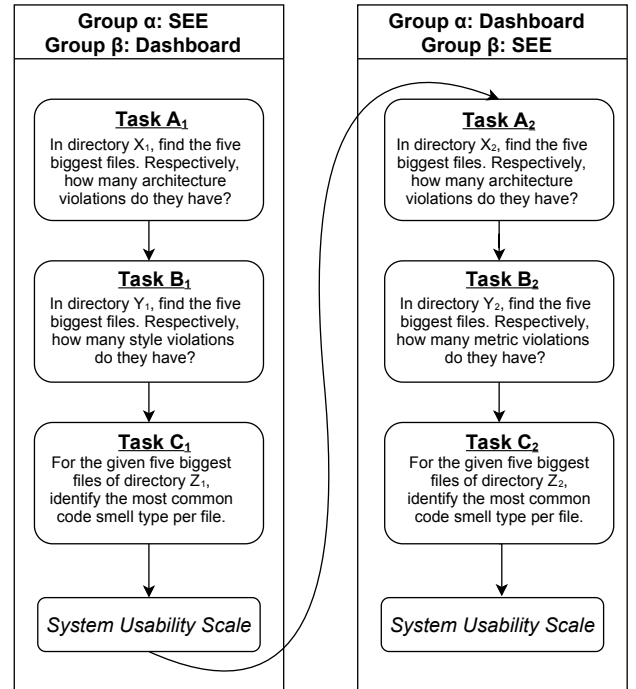 Group α: SEE
Group β: Dashboard
Task A₁
In directory X₁, find the five
biggest files. Respectively,
how many architecture
violations do they have?
Task B₁
In directory Y₁, find the five
biggest files. Respectively,
how many style violations
do they have?
Task C₁
For the given five biggest
files of directory Z₁,
identify the most common
code smell type per file.
System Usability Scale
Group α: Dashboard
Group β: SEE
Task A₂
In directory X₂, find the five
biggest files. Respectively,
how many architecture
violations do they have?
Task B₂
In directory Y₂, find the five
biggest files. Respectively,
how many metric violations
do they have?
Task C₂
For the given five biggest
files of directory Z₂,
identify the most common
code smell type per file.
System Usability Scale